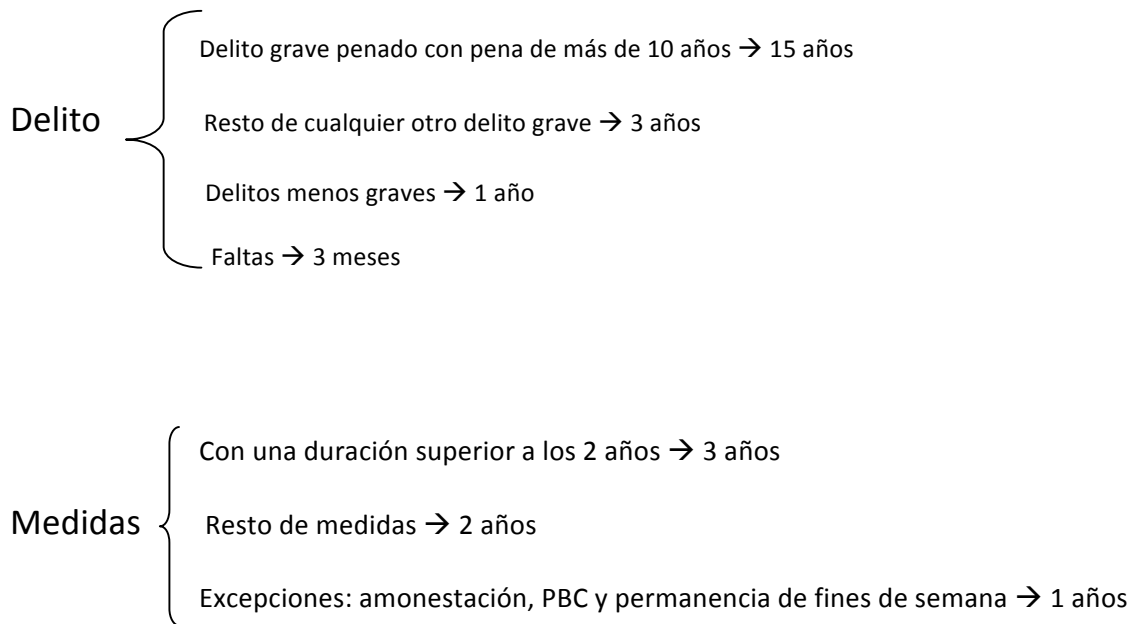 Delito
Delito grave penado con pena de más de 10 años → 15 años
Resto de cualquier otro delito grave → 3 años
Delitos menos graves → 1 año
Faltas → 3 meses
Medidas
Con una duración superior a los 2 años → 3 años
Resto de medidas → 2 años
Excepciones: amonestación, PBC y permanencia de fines de semana → 1 años